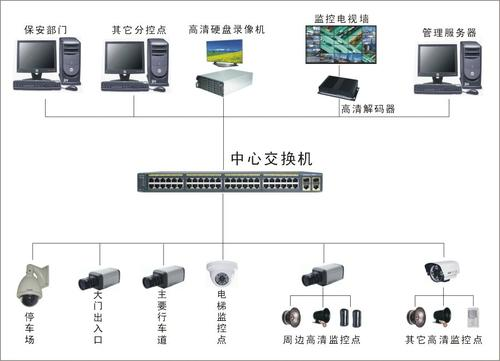 保安部门
其它分控点
高清硬盘录像机
监控电视墙
管理服务器
高清解码器
中心交换机
停车场
大门出入口
主要行车道
电梯监控点
周边高清监控点
其它高清监控点